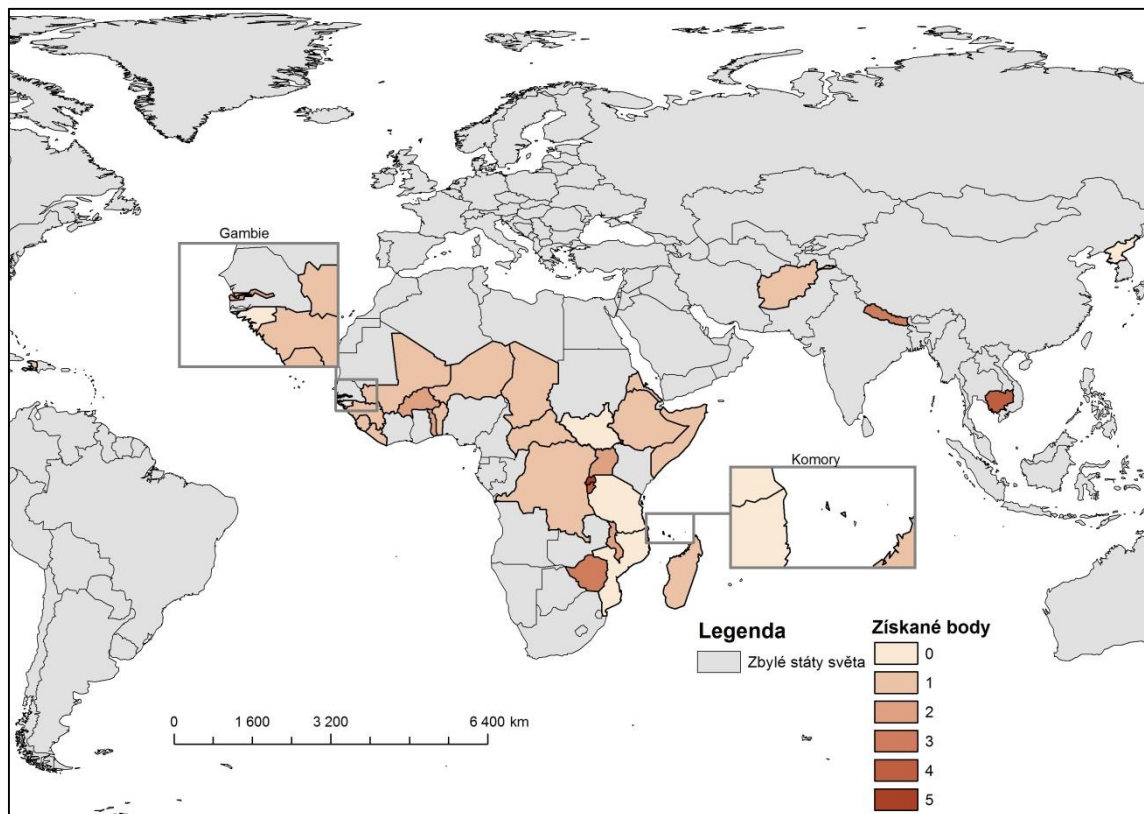 Gambie
Komory
Legenda
Zbylé státy světa
Získané body
0
1
2
3
4
5
0 1 600 3 200 6 400 km